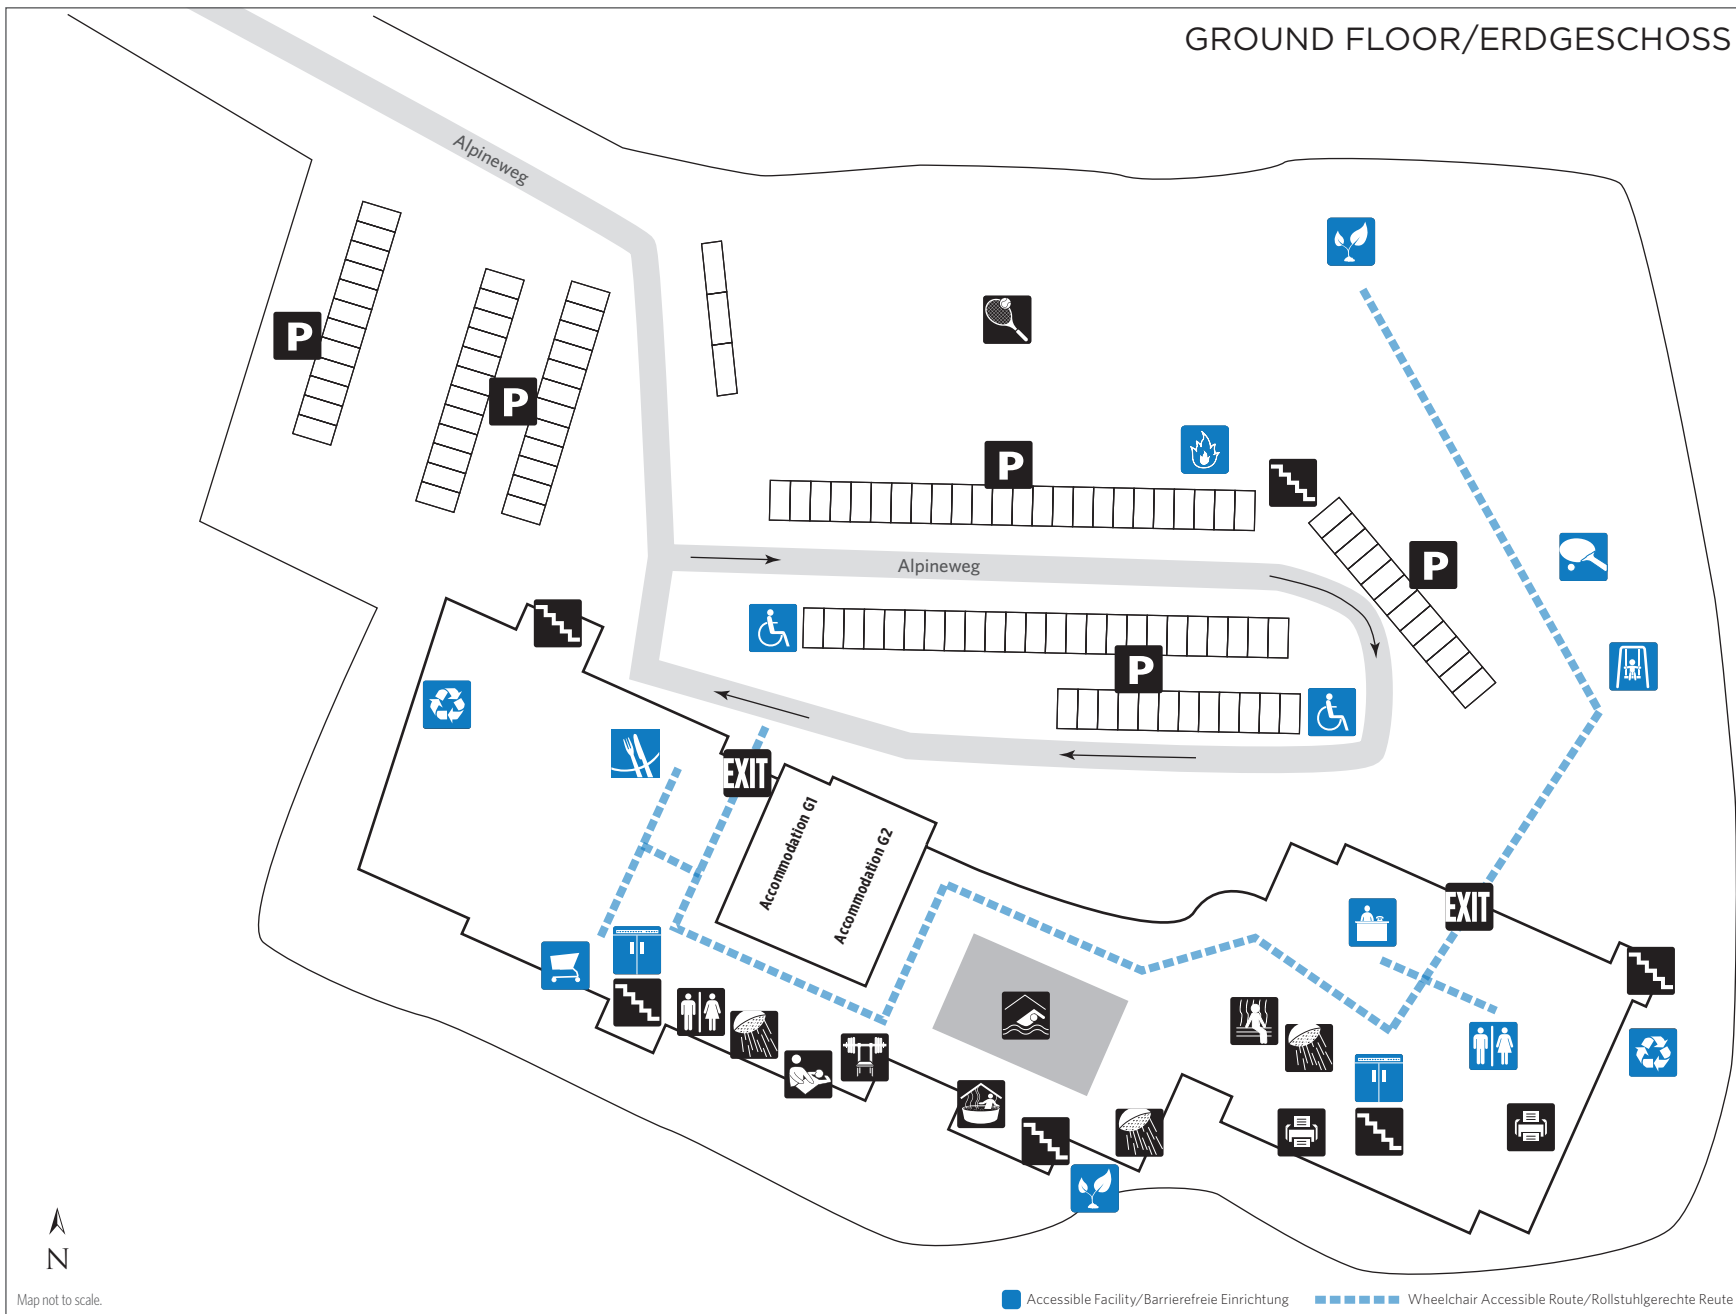 GROUND FLOOR/ERDGESCHOSS
Alpineweg
P
P
P
Alpineweg
P
P
EXIT
Accommodation G1
Accommodation G2
EXIT
N
Map not to scale.
Accessible Facility/Barrierefreie Einrichtung
Wheelchair Accessible Route/Rollstuhlgerechte Reute